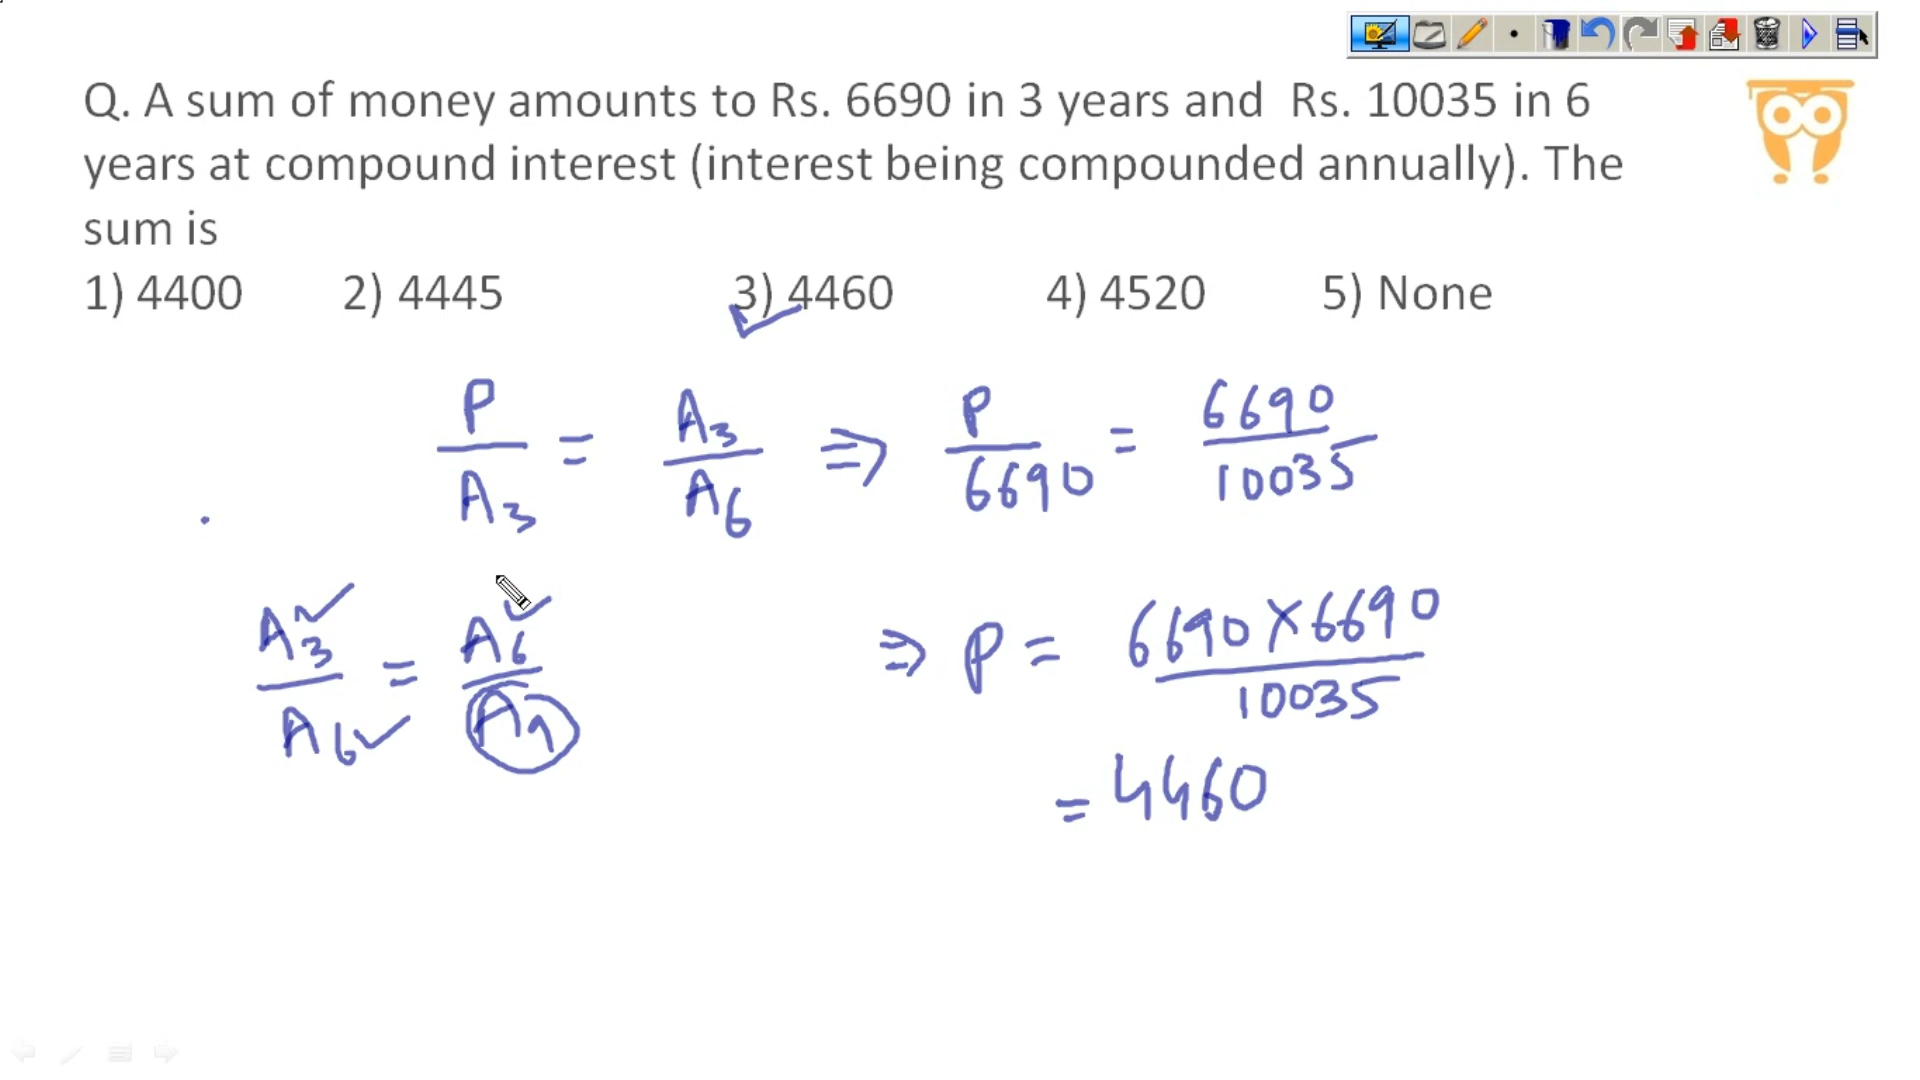 Q. A sum of money amounts to Rs. 6690 in 3 years and Rs. 10035 in 6
years at compound interest (interest being compounded annually). The
sum is
1) 4400 2) 4445 3) 4460 4) 4520 5) None
P/A3 = A3/A6 ⇒ P/6690 = 6690/10035
A3/A6 = A6/A9
⇒ P = 6690×6690/10035
= 4460